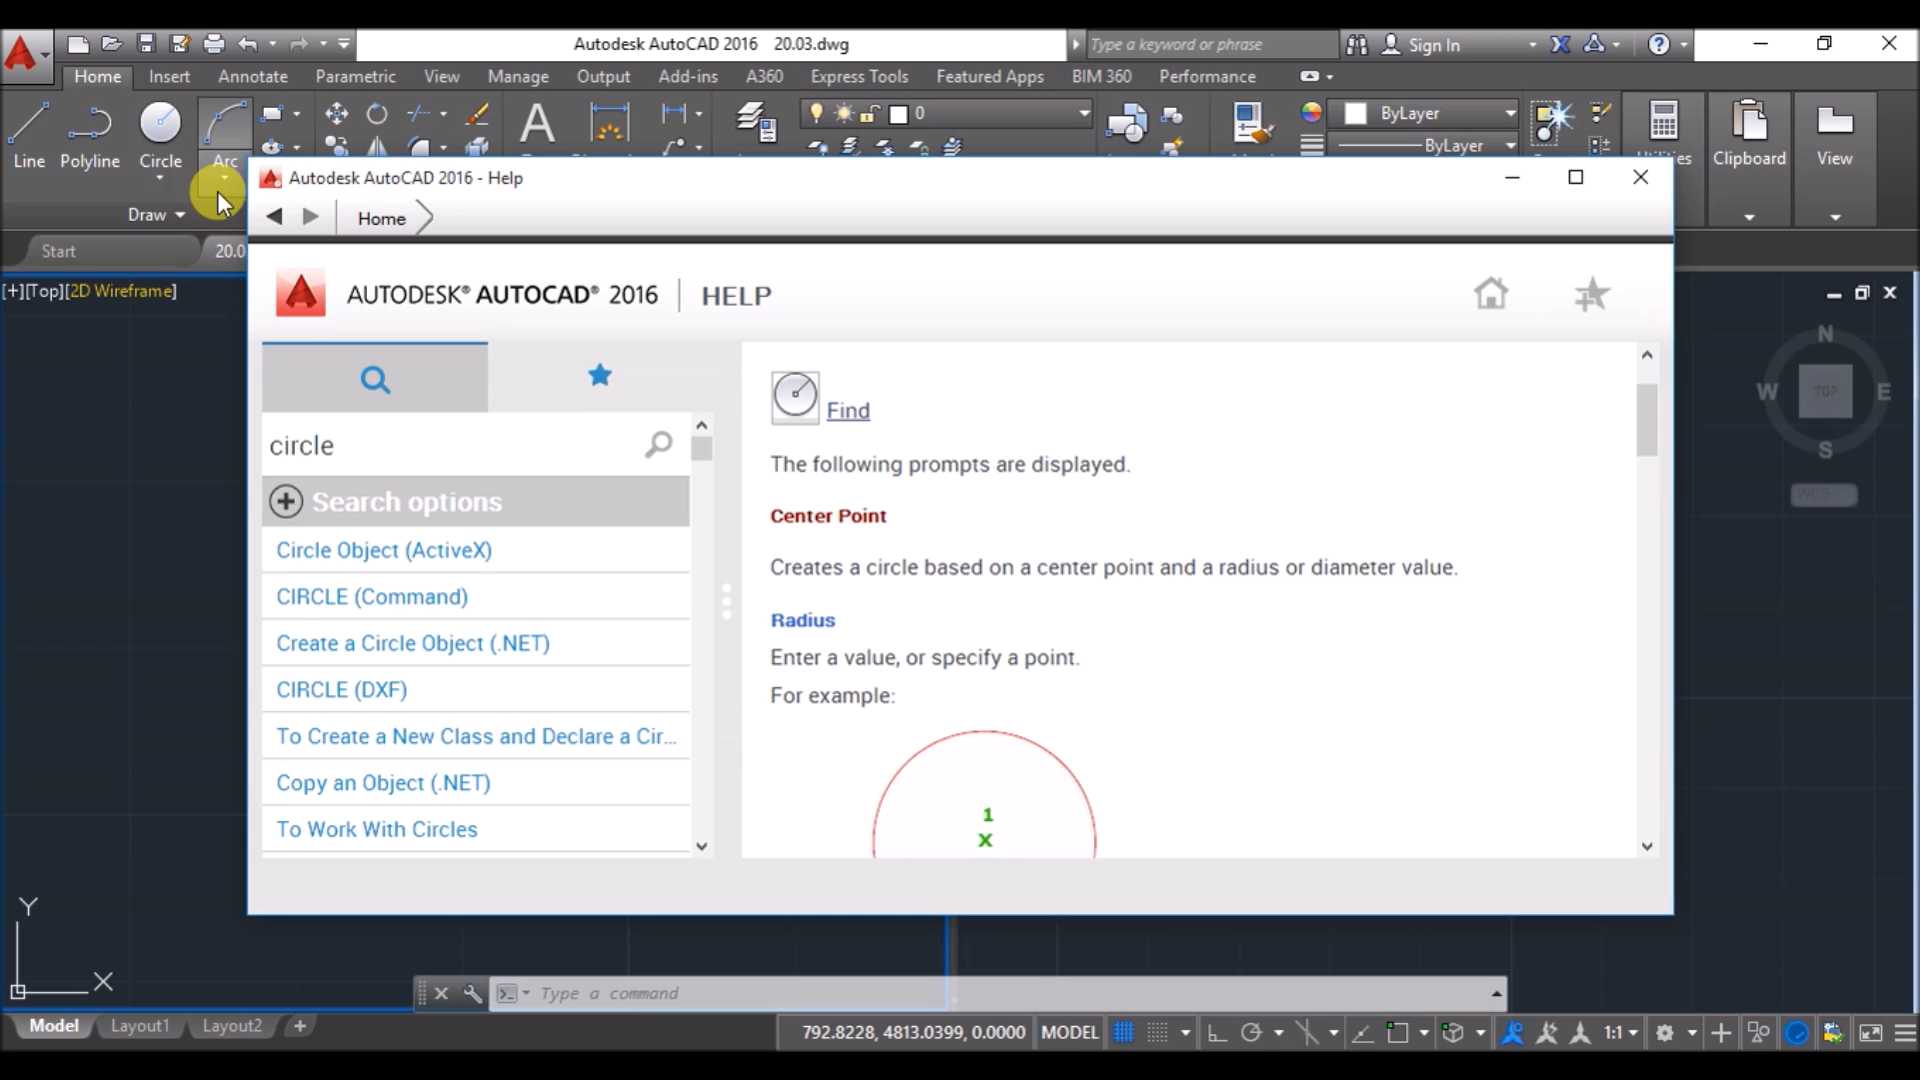 Autodesk AutoCAD 2016 20.03.dwg
Type a keyword or phrase
Sign In
Home Insert Annotate Parametric View Manage Output Add-ins A360 Express Tools Featured Apps BIM 360 Performance
0
ByLayer
ByLayer
Line Polyline Circle Arc
Clipboard View
Draw
Start
20.0
[+][Top][2D Wireframe]
Autodesk AutoCAD 2016 - Help
Home
AUTODESK® AUTOCAD® 2016 | HELP
circle
Search options
Circle Object (ActiveX)
CIRCLE (Command)
Create a Circle Object (.NET)
CIRCLE (DXF)
To Create a New Class and Declare a Cir...
Copy an Object (.NET)
To Work With Circles
Find
The following prompts are displayed.
Center Point
Creates a circle based on a center point and a radius or diameter value.
Radius
Enter a value, or specify a point.
For example:
1
X
N
W TOP E
S
WCS
Y
X
Type a command
Model Layout1 Layout2 +
792.8228, 4813.0399, 0.0000 MODEL
1:1